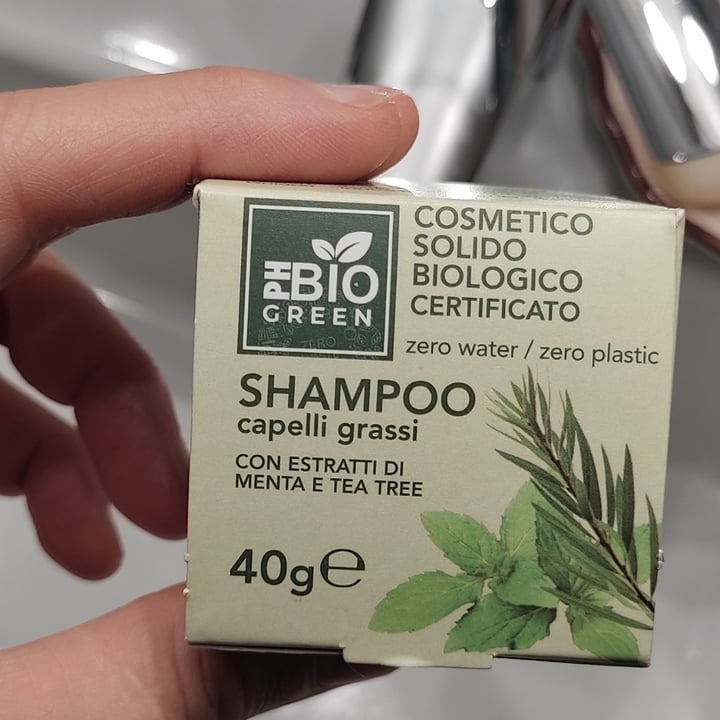 PH BIO
GREEN
COSMETICO
SOLIDO
BIOLOGICO
CERTIFICATO
zero water / zero plastic
SHAMPOO
capelli grassi
CON ESTRATTI DI
MENTA E TEA TREE
40g℮